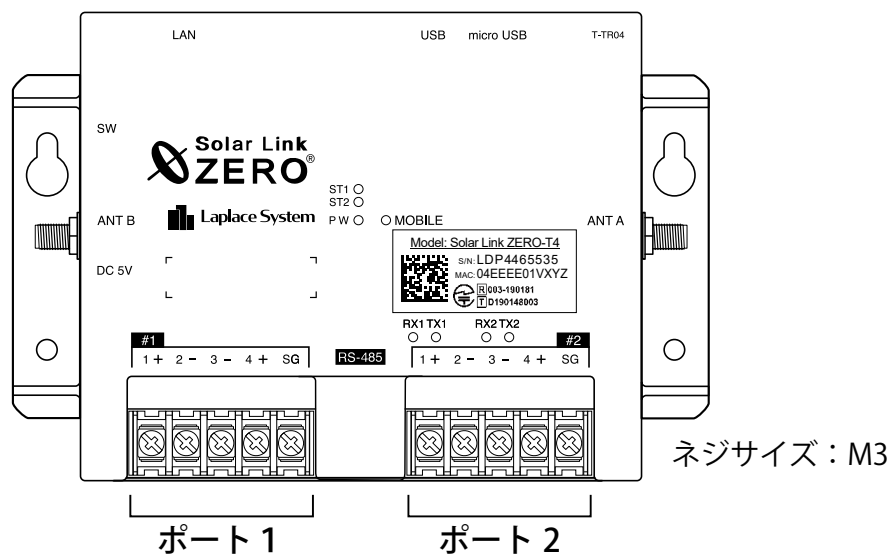 LAN USB micro USB T-TR04
SW
Solar Link
ZERO®
ST1
ST2
ANT B Laplace System PW MOBILE ANT A
Model: Solar Link ZERO-T4
S/N: LDP4465535
MAC: 04EEEE01VXYZ
R 003-190181
T D190148003
DC 5V
RX1 TX1 RX2 TX2
#1 #2
1 + 2 - 3 - 4 + SG RS-485 1 + 2 - 3 - 4 + SG
ネジサイズ：M3
ポート 1 ポート 2